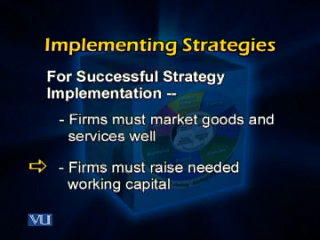 Implementing Strategies
For Successful Strategy
Implementation --
- Firms must market goods and
services well
- Firms must raise needed
working capital
VU